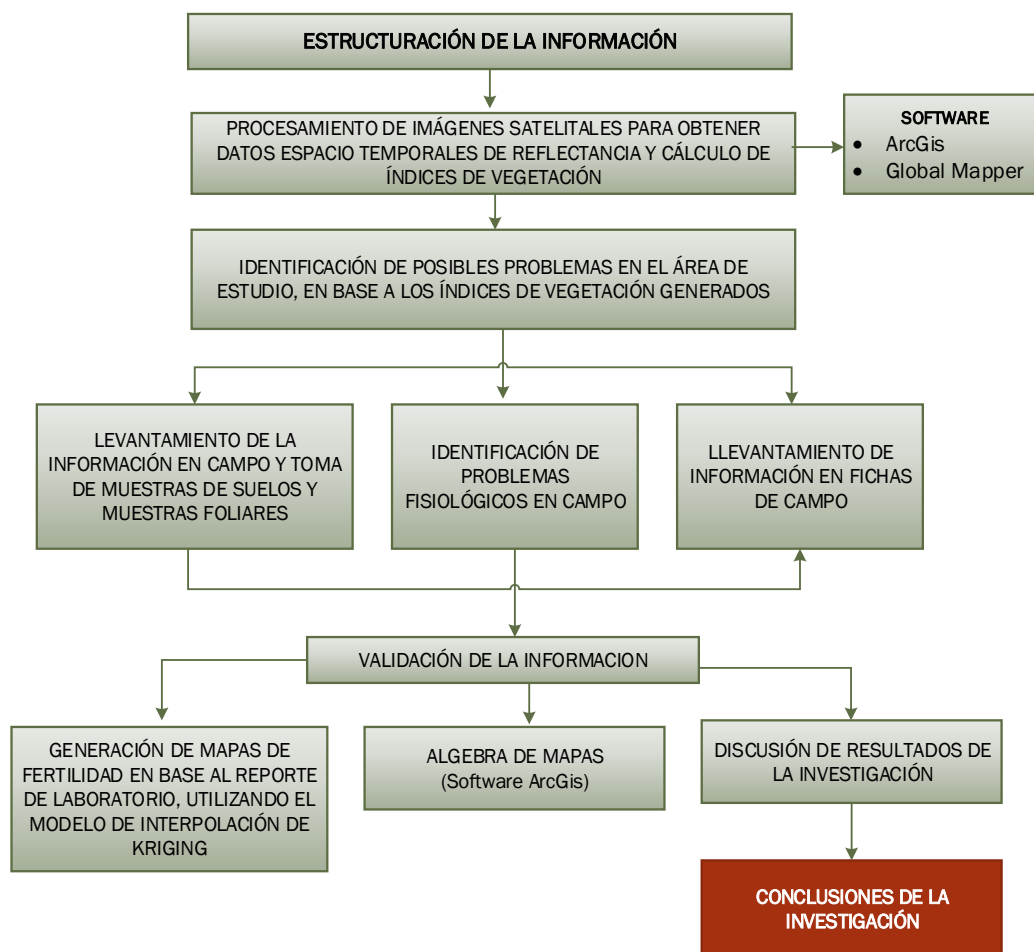 ESTRUCTURACIÓN DE LA INFORMACIÓN
PROCESAMIENTO DE IMÁGENES SATELITALES PARA OBTENER
DATOS ESPACIO TEMPORALES DE REFLECTANCIA Y CÁLCULO DE
ÍNDICES DE VEGETACIÓN
SOFTWARE
• ArcGis
• Global Mapper
IDENTIFICACIÓN DE POSIBLES PROBLEMAS EN EL ÁREA DE
ESTUDIO, EN BASE A LOS ÍNDICES DE VEGETACIÓN GENERADOS
LEVANTAMIENTO DE LA
INFORMACIÓN EN CAMPO Y TOMA
DE MUESTRAS DE SUELOS Y
MUESTRAS FOLIARES
IDENTIFICACIÓN DE
PROBLEMAS
FISIOLÓGICOS EN CAMPO
LLEVANTAMIENTO DE
INFORMACIÓN EN FICHAS
DE CAMPO
VALIDACIÓN DE LA INFORMACION
GENERACIÓN DE MAPAS DE
FERTILIDAD EN BASE AL REPORTE
DE LABORATORIO, UTILIZANDO EL
MODELO DE INTERPOLACIÓN DE
KRIGING
ALGEBRA DE MAPAS
(Software ArcGis)
DISCUSIÓN DE RESULTADOS DE
LA INVESTIGACIÓN
CONCLUSIONES DE LA
INVESTIGACIÓN